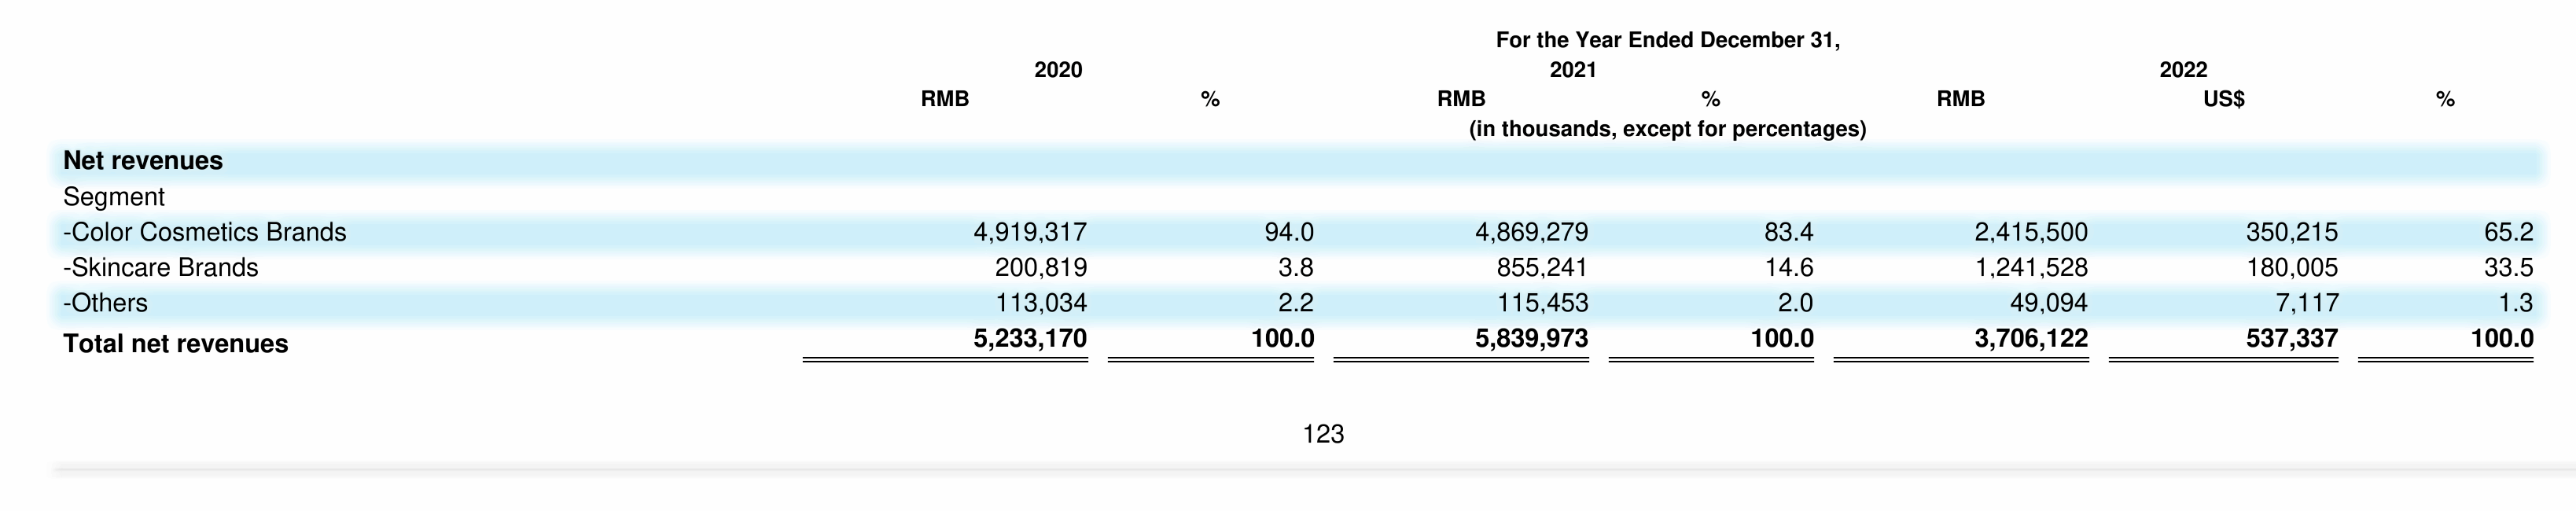 For the Year Ended December 31,
2020 2021 2022
RMB % RMB % RMB US$ %
(in thousands, except for percentages)
Net revenues
Segment
-Color Cosmetics Brands 4,919,317 94.0 4,869,279 83.4 2,415,500 350,215 65.2
-Skincare Brands 200,819 3.8 855,241 14.6 1,241,528 180,005 33.5
-Others 113,034 2.2 115,453 2.0 49,094 7,117 1.3
Total net revenues 5,233,170 100.0 5,839,973 100.0 3,706,122 537,337 100.0
123